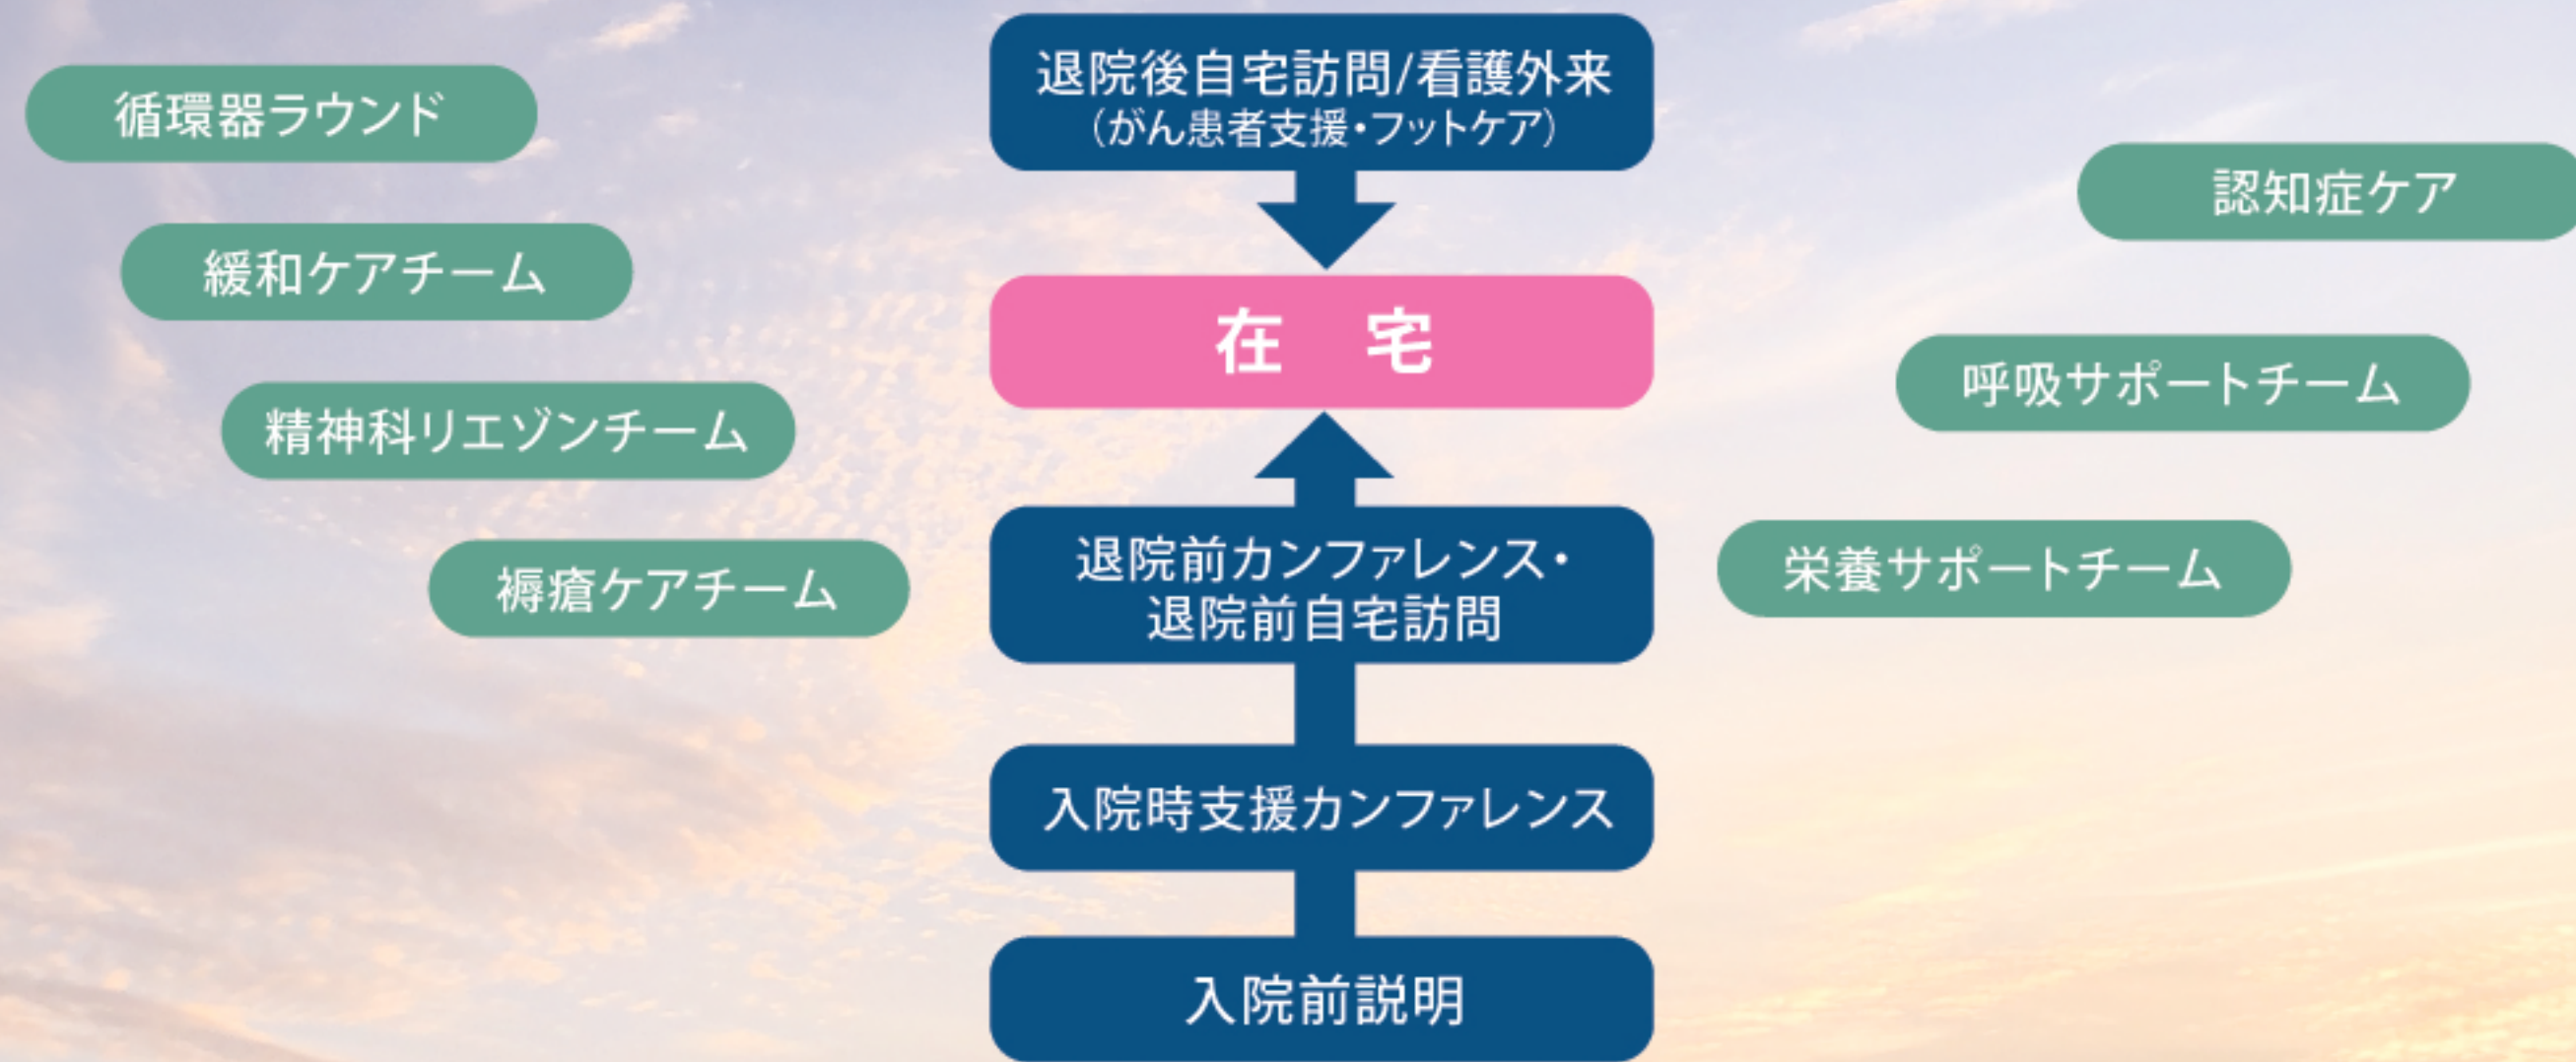 循環器ラウンド
緩和ケアチーム
精神科リエゾンチーム
褥瘡ケアチーム
退院後自宅訪問/看護外来
（がん患者支援・フットケア）
在　宅
退院前カンファレンス・
退院前自宅訪問
入院時支援カンファレンス
入院前説明
認知症ケア
呼吸サポートチーム
栄養サポートチーム